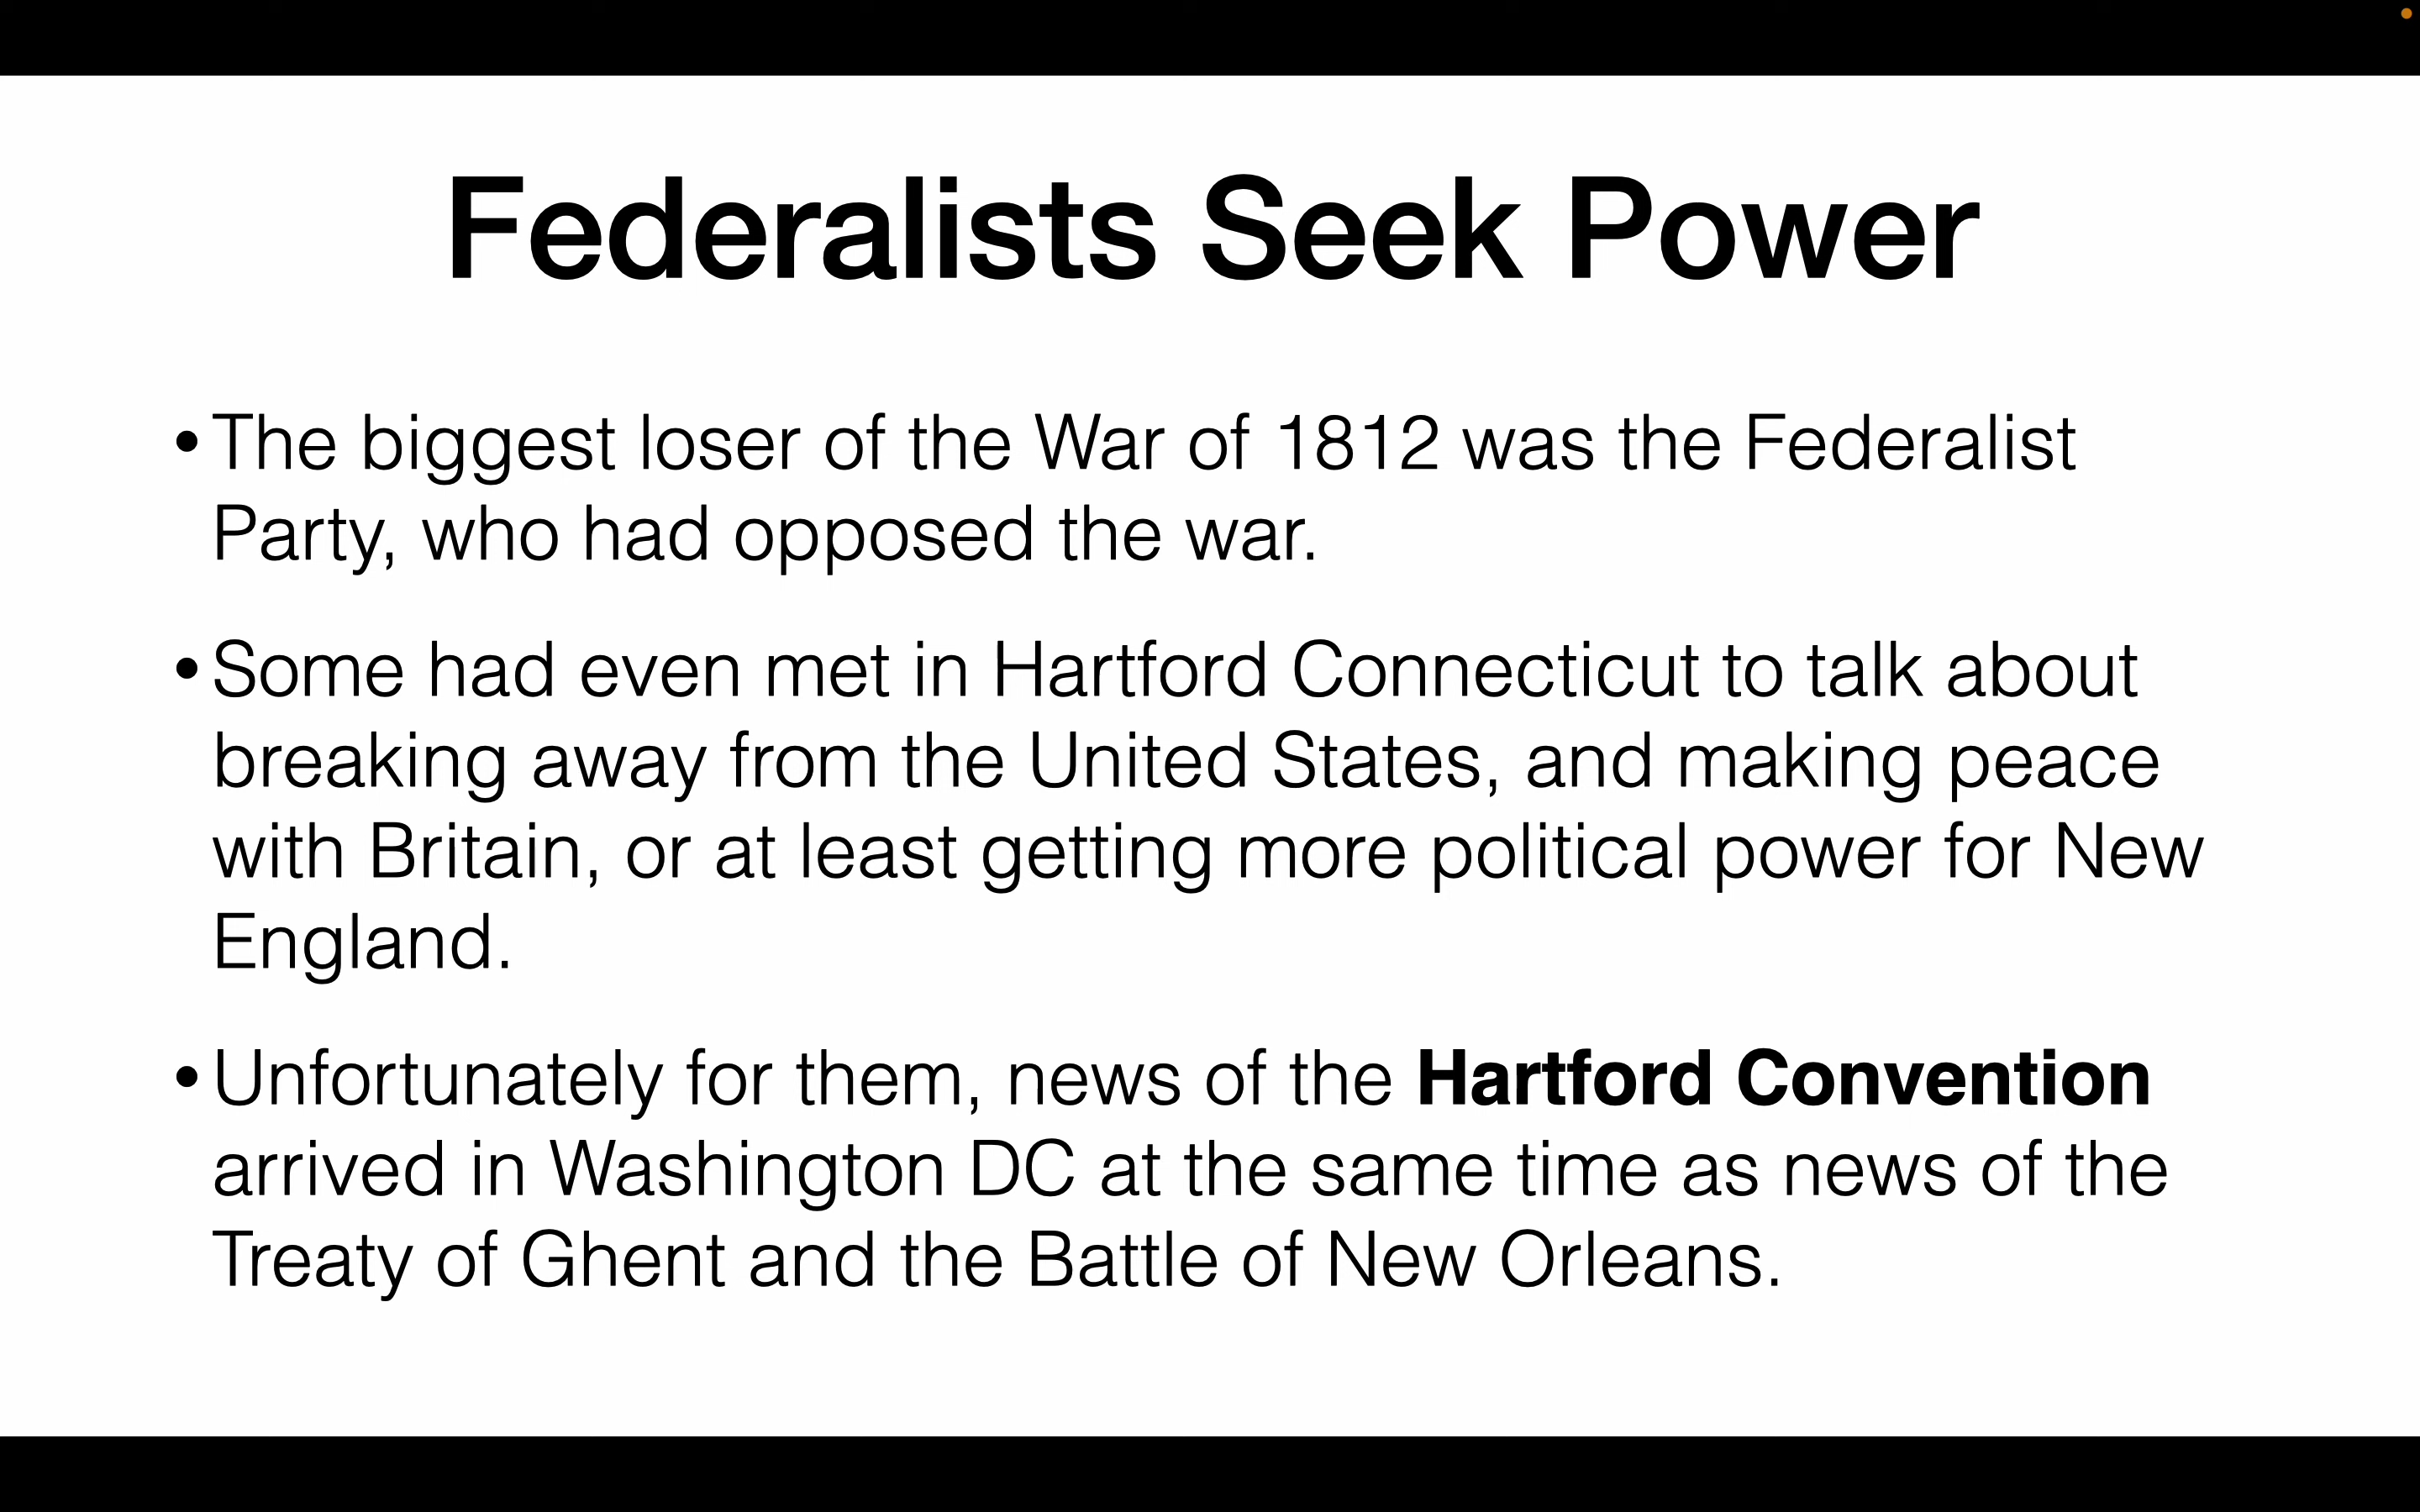 Federalists Seek Power
• The biggest loser of the War of 1812 was the Federalist
Party, who had opposed the war.
• Some had even met in Hartford Connecticut to talk about
breaking away from the United States, and making peace
with Britain, or at least getting more political power for New
England.
• Unfortunately for them, news of the Hartford Convention
arrived in Washington DC at the same time as news of the
Treaty of Ghent and the Battle of New Orleans.